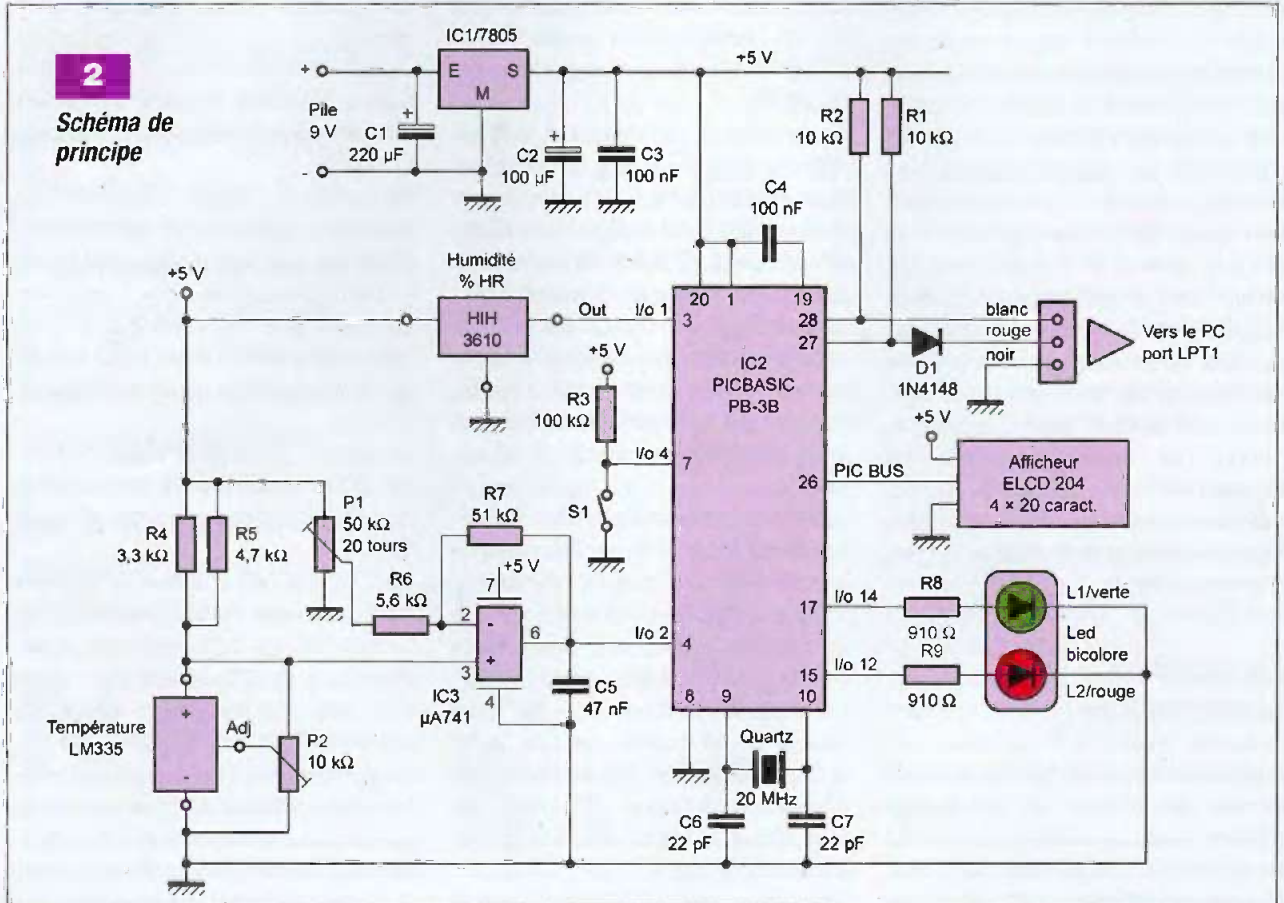 2
Schéma de
principe
IC1/7805
E S
M
+
Pile
9 V
-
C1
220 µF
+
C2
100 µF
+
C3
100 nF
+5 V
R2
10 kΩ
R1
10 kΩ
C4
100 nF
+5 V
Humidité
% HR
HIH
3610
Out
I/o 1
3
20 1 19
28
27
blanc
rouge
noir
D1
1N4148
Vers le PC
port LPT1
IC2
PICBASIC
PB-3B
+5 V
R3
100 kΩ
I/o 4
7
S1
26
PIC BUS
+5 V
Afficheur
ELCD 204
4 × 20 caract.
R4
3,3 kΩ
R5
4,7 kΩ
P1
50 kΩ
20 tours
R6
5,6 kΩ
R7
51 kΩ
7
+5 V
2
6
3
+
4
IC3
µA741
C5
47 nF
I/o 2
4
17
I/o 14
R8
910 Ω
L1/verte
Led
bicolore
15
I/o 12
R9
910 Ω
L2/rouge
8 9 10
Température
LM335
+
-
Adj
P2
10 kΩ
Quartz
20 MHz
C6
22 pF
C7
22 pF